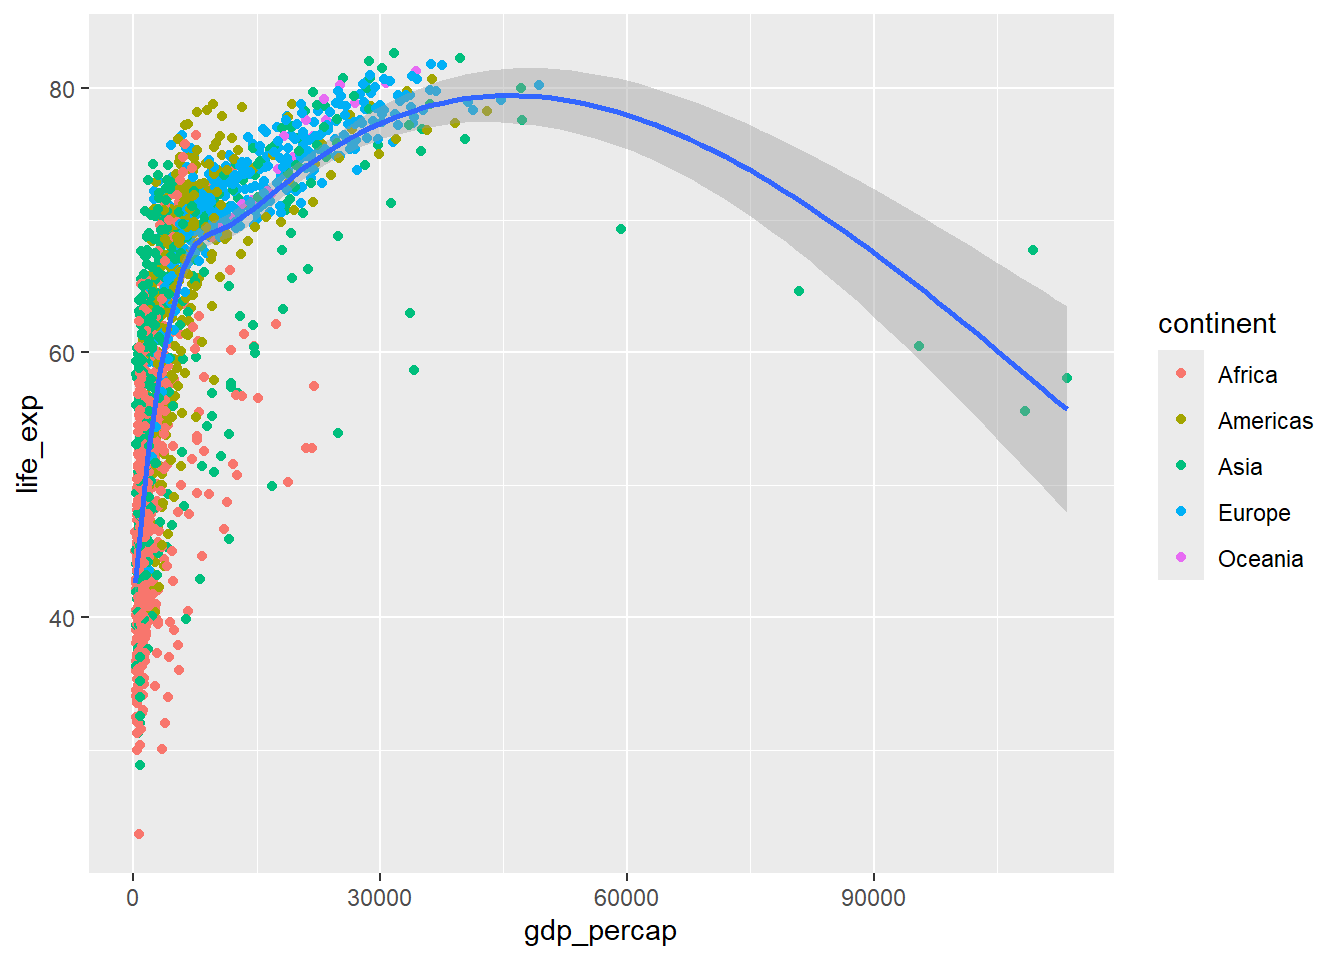 80
60
40
life_exp
0
30000
60000
90000
gdp_percap
continent
Africa
Americas
Asia
Europe
Oceania